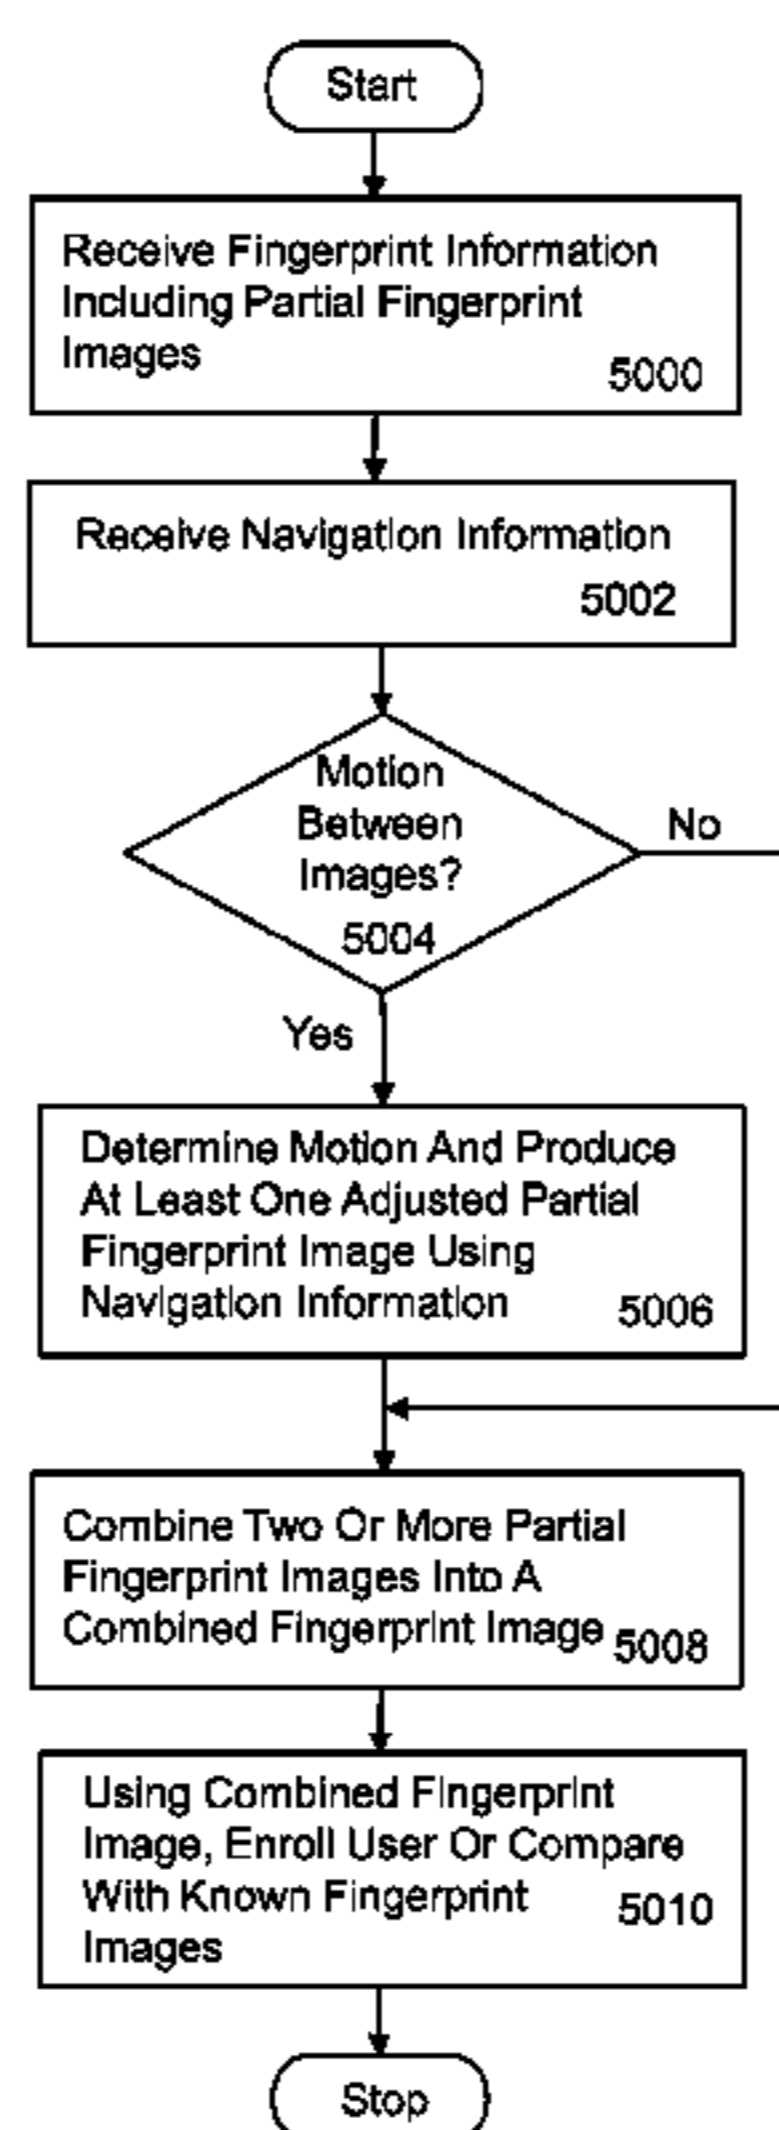 Start
Receive Fingerprint Information
Including Partial Fingerprint
Images
5000
Receive Navigation Information
5002
Motion
Between
Images?
5004
No
Yes
Determine Motion And Produce
At Least One Adjusted Partial
Fingerprint Image Using
Navigation Information
5006
Combine Two Or More Partial
Fingerprint Images Into A
Combined Fingerprint Image
5008
Using Combined Fingerprint
Image, Enroll User Or Compare
With Known Fingerprint
Images
5010
Stop